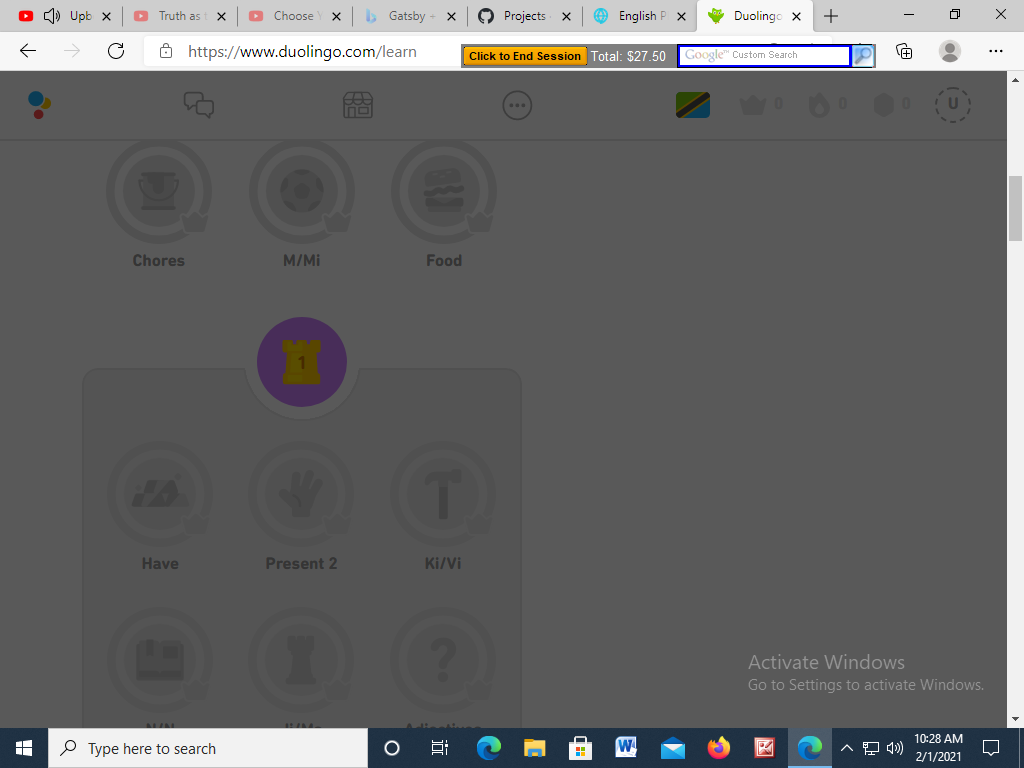 Upb
Truth as t
Choose Y
Gatsby +
Projects
English Pl
Duolingo
https://www.duolingo.com/learn
Click to End Session Total: $27.50
Google™ Custom Search
0 0 0 U
Chores M/Mi Food
1
Have Present 2 Ki/Vi
N/N Ji/Ma Adjectives
Activate Windows
Go to Settings to activate Windows.
Type here to search
10:28 AM
2/1/2021